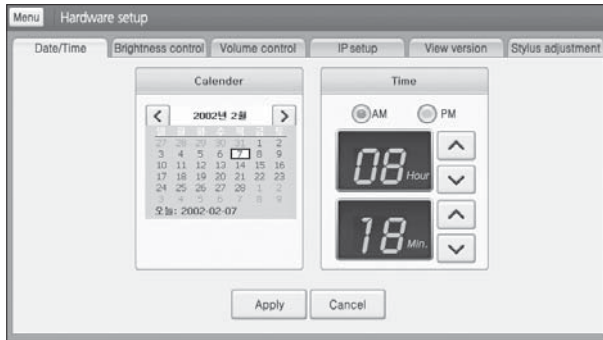 Menu Hardware setup
Date/Time Brightness control Volume control IP setup View version Stylus adjustment
Calender
2002년 2월
27 28 29 30 31 1 2
3 4 5 6 7 8 9
10 11 12 13 14 15 16
17 18 19 20 21 22 23
24 25 26 27 28 1 2
3 4 5 6 7 8 9
오늘: 2002-02-07
Time
AM PM
08 Hour
18 Min.
Apply Cancel